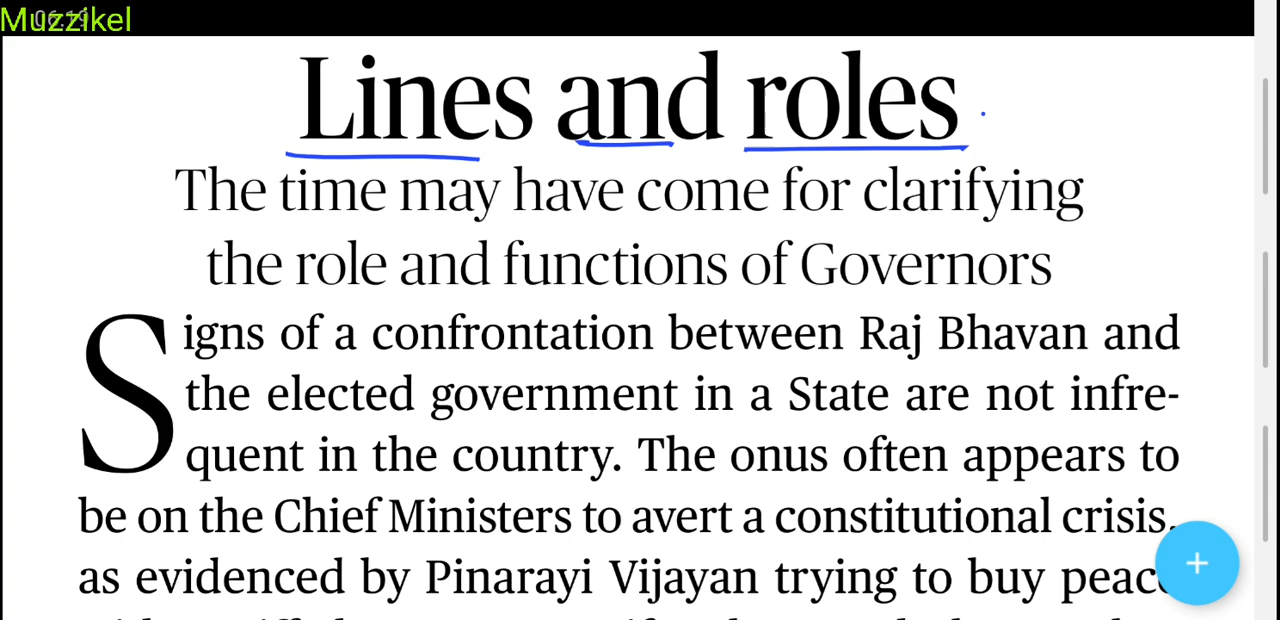 Muzzikel
06:19
Lines and roles
The time may have come for clarifying
the role and functions of Governors
Signs of a confrontation between Raj Bhavan and
the elected government in a State are not infre-
quent in the country. The onus often appears to
be on the Chief Ministers to avert a constitutional crisis,
as evidenced by Pinarayi Vijayan trying to buy peace